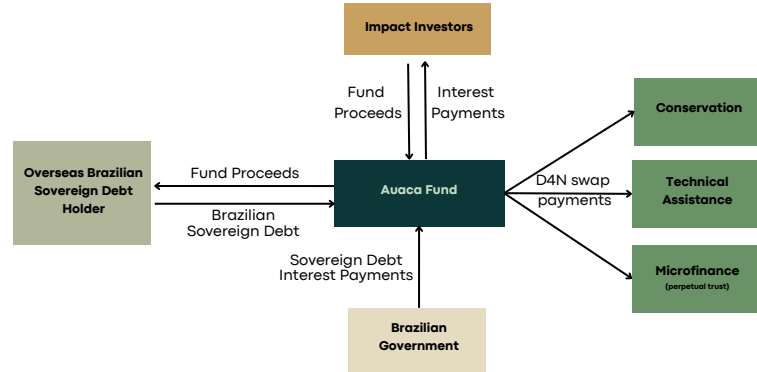 Impact Investors
Fund
Proceeds
Interest
Payments
Conservation
Overseas Brazilian
Sovereign Debt
Holder
Fund Proceeds
Brazilian
Sovereign Debt
Auaca Fund
D4N swap
payments
Technical
Assistance
Sovereign Debt
Interest Payments
Microfinance
(perpetual trust)
Brazilian
Government